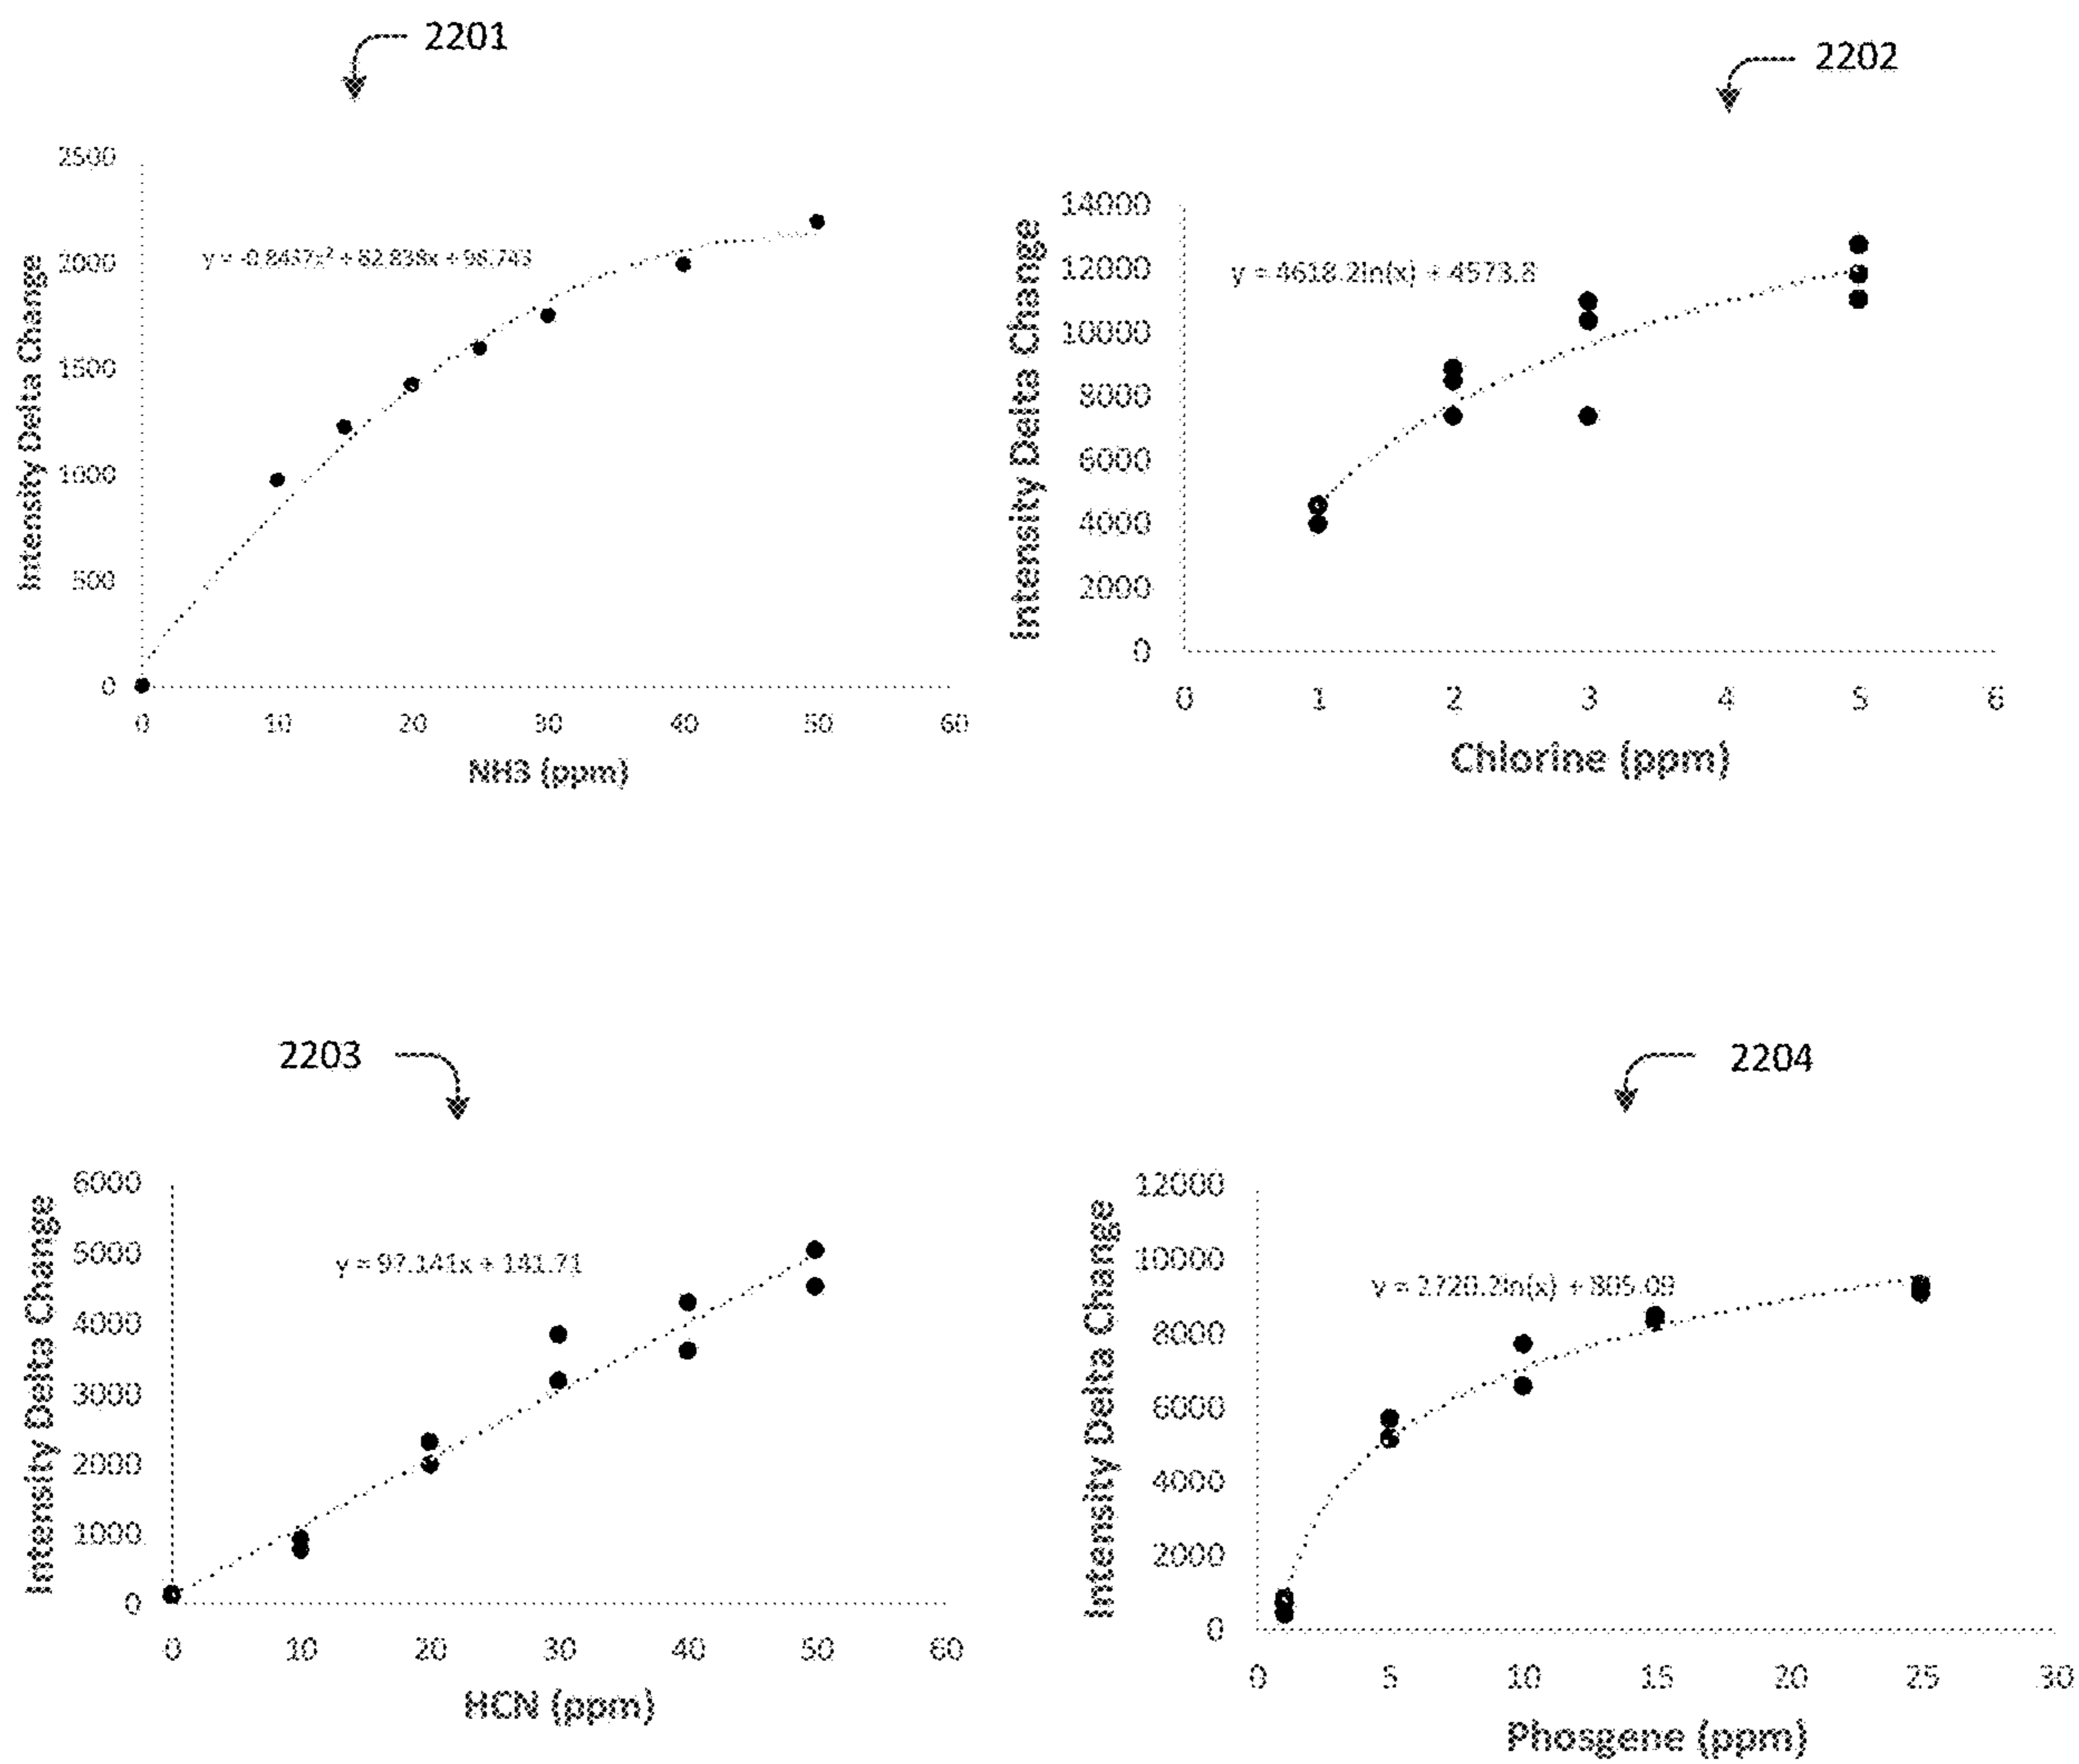 2201
2500
2000
1500
1000
500
0
Intensity Delta Change
y = -0.8437x² + 82.838x + 98.743
0 10 20 30 40 50 60
NH3 (ppm)
2202
14000
12000
10000
8000
6000
4000
2000
0
Intensity Delta Change
y = 4618.2ln(x) + 4573.8
0 1 2 3 4 5 6
Chlorine (ppm)
2203
6000
5000
4000
3000
2000
1000
0
Intensity Delta Change
y = 97.141x + 141.71
0 10 20 30 40 50 60
HCN (ppm)
2204
12000
10000
8000
6000
4000
2000
0
Intensity Delta Change
y = 2720.2ln(x) + 805.09
0 5 10 15 20 25 30
Phosgene (ppm)